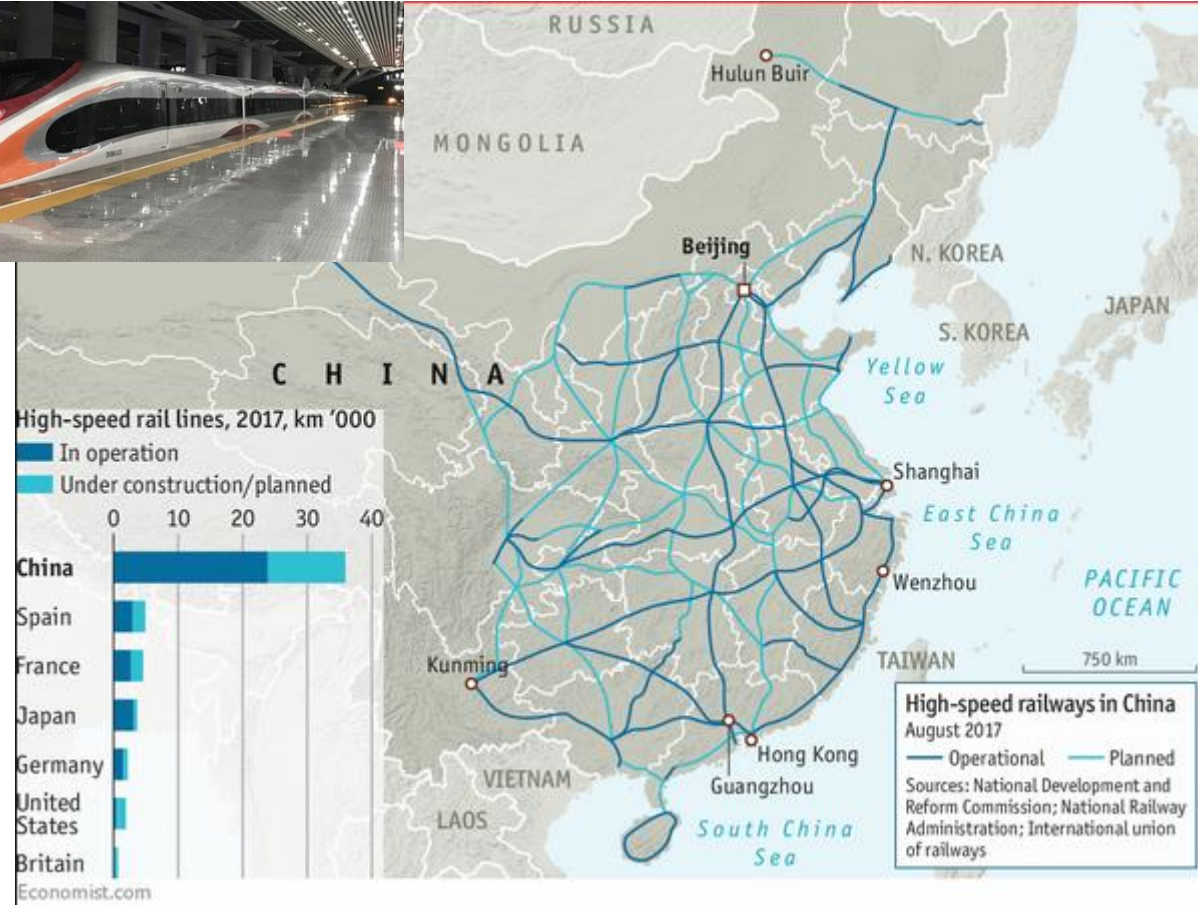 RUSSIA
Hulun Buir
MONGOLIA
Beijing
N. KOREA
JAPAN
S. KOREA
Yellow
Sea
CHINA
High-speed rail lines, 2017, km ’000
In operation
Under construction/planned
0 10 20 30 40
China
Spain
France
Japan
Germany
United
States
Britain
Shanghai
East China
Sea
Wenzhou
PACIFIC
OCEAN
Kunming
TAIWAN
750 km
Hong Kong
Guangzhou
VIETNAM
LAOS
South China
Sea
High-speed railways in China
August 2017
Operational Planned
Sources: National Development and
Reform Commission; National Railway
Administration; International union
of railways
Economist.com